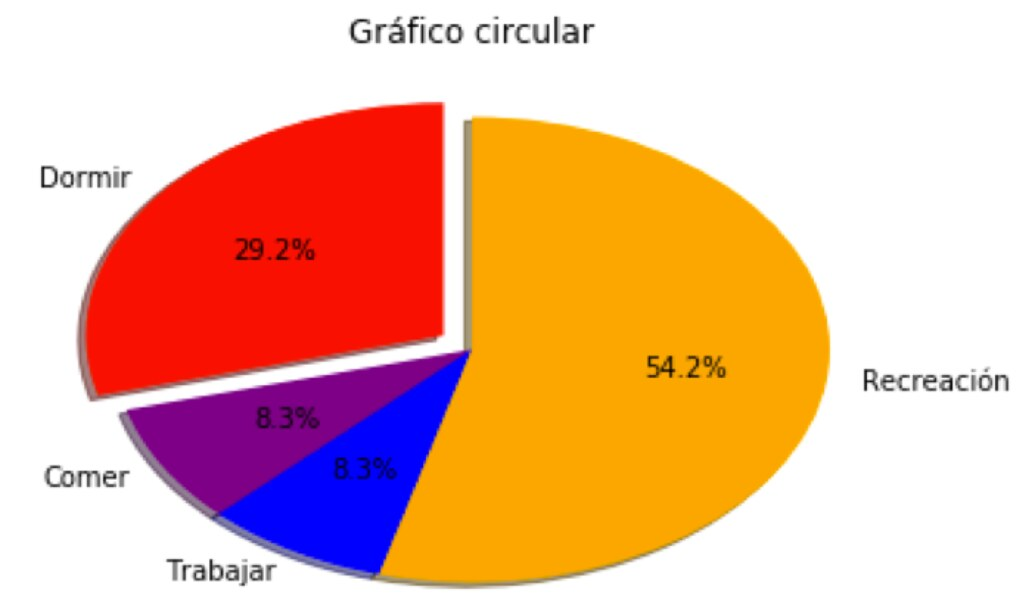 Gráfico circular
Dormir
29.2%
54.2%
Recreación
8.3%
Comer
8.3%
Trabajar